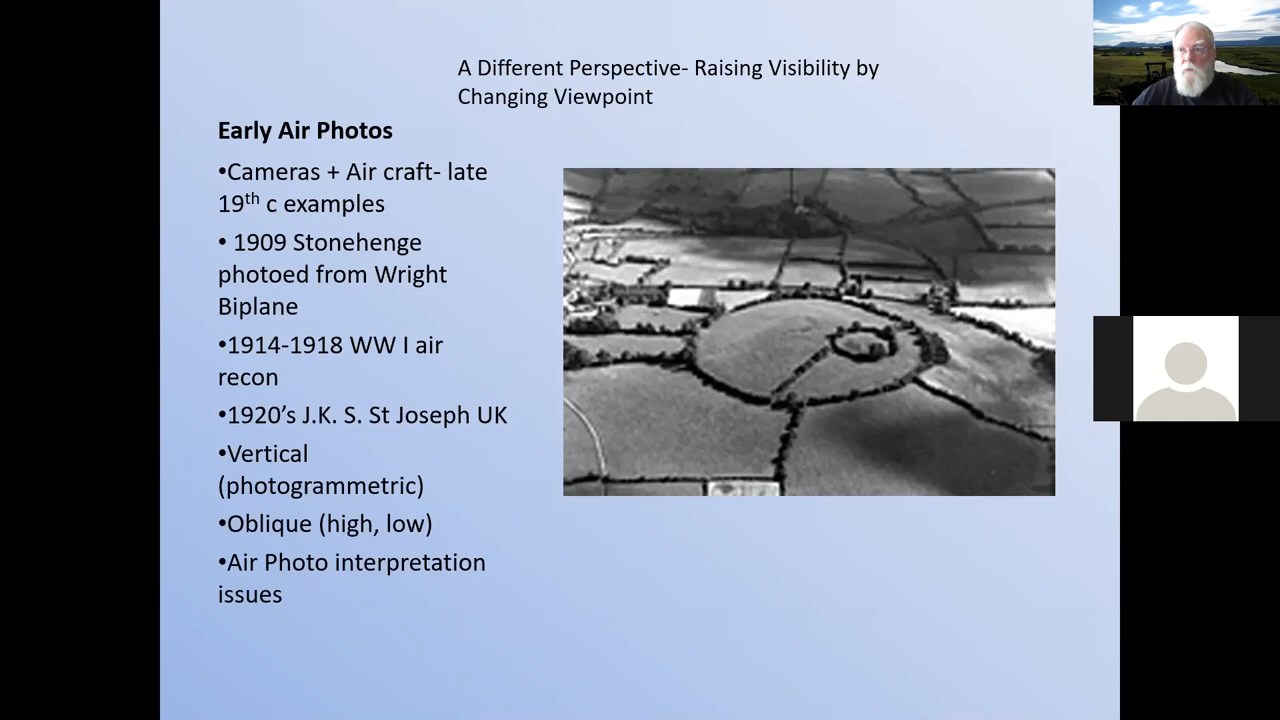 A Different Perspective- Raising Visibility by
Changing Viewpoint
Early Air Photos
•Cameras + Air craft- late
19th c examples
• 1909 Stonehenge
photoed from Wright
Biplane
•1914-1918 WW I air
recon
•1920’s J.K. S. St Joseph UK
•Vertical
(photogrammetric)
•Oblique (high, low)
•Air Photo interpretation
issues